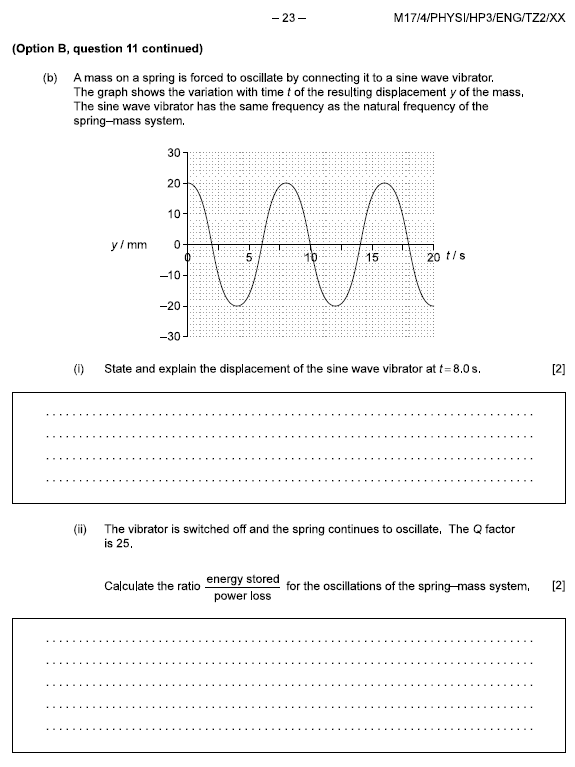 – 23 –
M17/4/PHYSI/HP3/ENG/TZ2/XX
(Option B, question 11 continued)
(b) A mass on a spring is forced to oscillate by connecting it to a sine wave vibrator.
The graph shows the variation with time t of the resulting displacement y of the mass.
The sine wave vibrator has the same frequency as the natural frequency of the
spring–mass system.
30
20
10
y / mm
0
0 5 10 15 20 t / s
–10
–20
–30
(i) State and explain the displacement of the sine wave vibrator at t = 8.0 s. [2]
(ii) The vibrator is switched off and the spring continues to oscillate. The Q factor
is 25.
Calculate the ratio energy stored / power loss for the oscillations of the spring–mass system. [2]